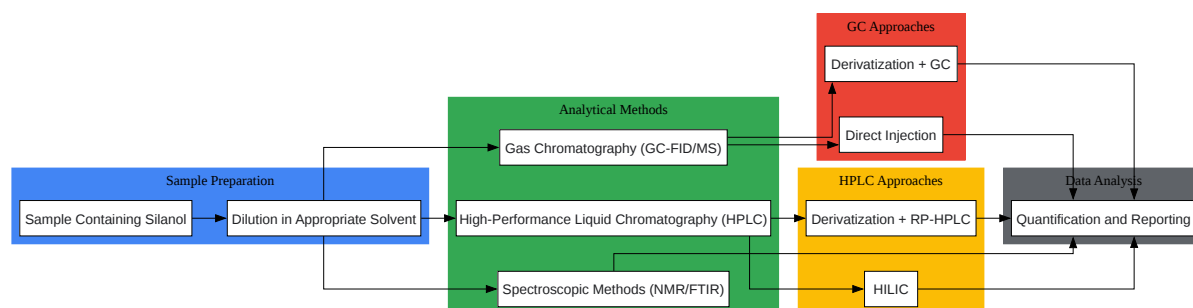 GC Approaches
Derivatization + GC
Direct Injection
Analytical Methods
Gas Chromatography (GC-FID/MS)
High-Performance Liquid Chromatography (HPLC)
Spectroscopic Methods (NMR/FTIR)
Sample Preparation
Sample Containing Silanol
Dilution in Appropriate Solvent
HPLC Approaches
Derivatization + RP-HPLC
HILIC
Data Analysis
Quantification and Reporting